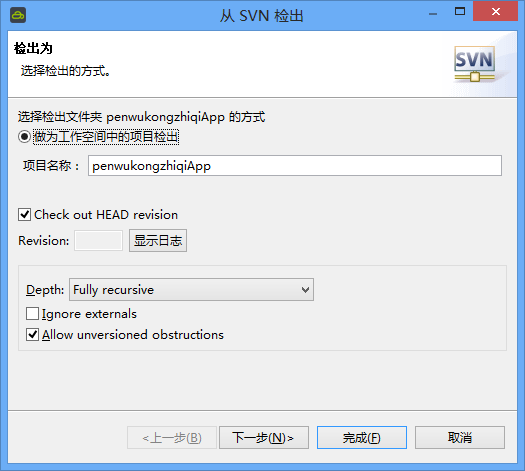 从 SVN 检出
检出为
选择检出的方式。
SVN
选择检出文件夹 penwukongzhiqiApp 的方式
做为工作空间中的项目检出
项目名称： penwukongzhiqiApp
Check out HEAD revision
Revision: 显示日志
Depth: Fully recursive
Ignore externals
Allow unversioned obstructions
<上一步(B) 下一步(N)> 完成(F) 取消